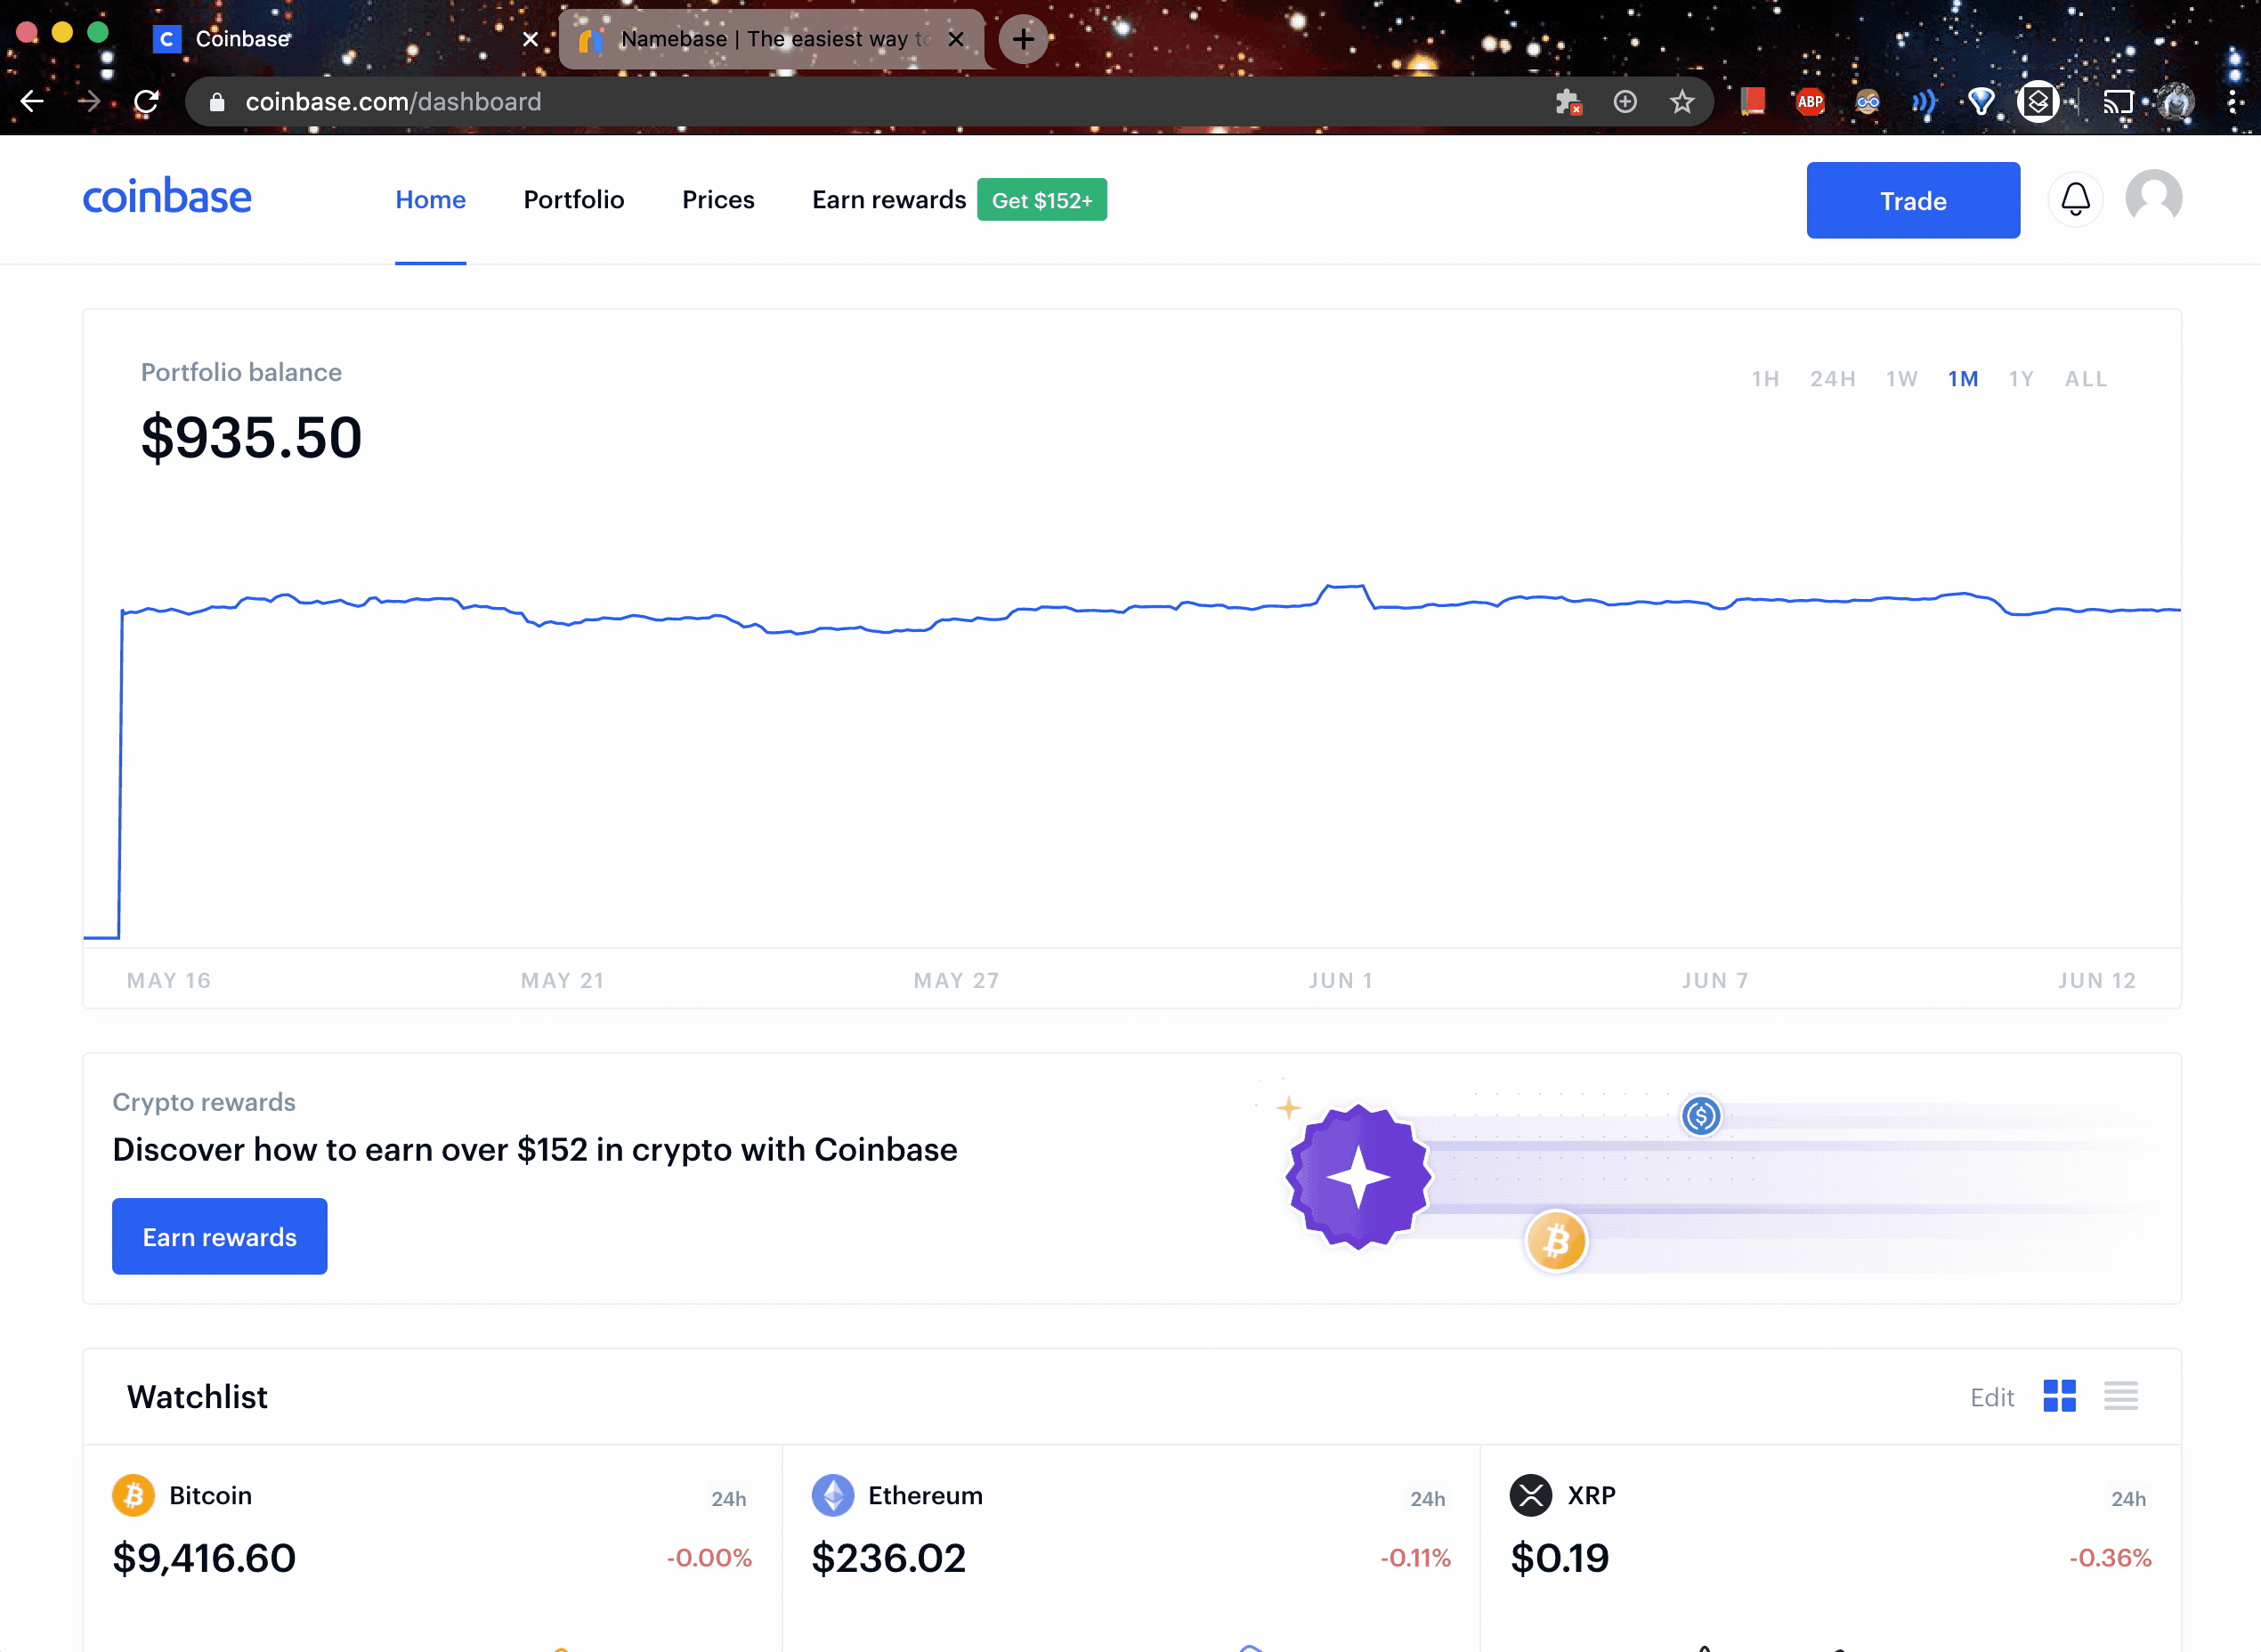 Coinbase
Namebase | The easiest way to
coinbase.com/dashboard
ABP
coinbase
Home
Portfolio
Prices
Earn rewards
Get $152+
Trade
Portfolio balance
$935.50
1H 24H 1W 1M 1Y ALL
MAY 16 MAY 21 MAY 27 JUN 1 JUN 7 JUN 12
Crypto rewards
Discover how to earn over $152 in crypto with Coinbase
Earn rewards
Watchlist
Edit
Bitcoin
24h
$9,416.60
-0.00%
Ethereum
24h
$236.02
-0.11%
XRP
24h
$0.19
-0.36%